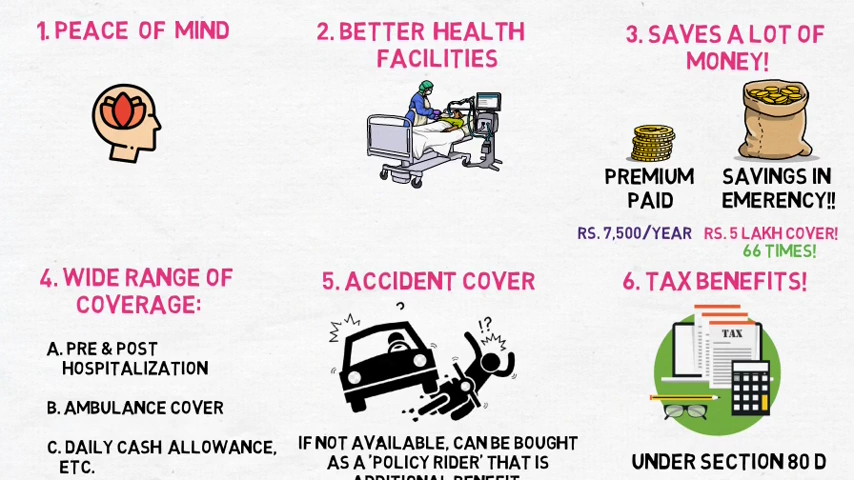 1. PEACE OF MIND
2. BETTER HEALTH
FACILITIES
3. SAVES A LOT OF
MONEY!
PREMIUM
PAID
SAVINGS IN
EMERENCY!!
RS. 7,500/YEAR
RS. 5 LAKH COVER!
66 TIMES!
4. WIDE RANGE OF
COVERAGE:
A. PRE & POST
HOSPITALIZATION
B. AMBULANCE COVER
C. DAILY CASH ALLOWANCE,
ETC.
5. ACCIDENT COVER
?
!?
IF NOT AVAILABLE, CAN BE BOUGHT
AS A 'POLICY RIDER' THAT IS
ADDITIONAL BENEFIT
6. TAX BENEFITS!
TAX
UNDER SECTION 80 D